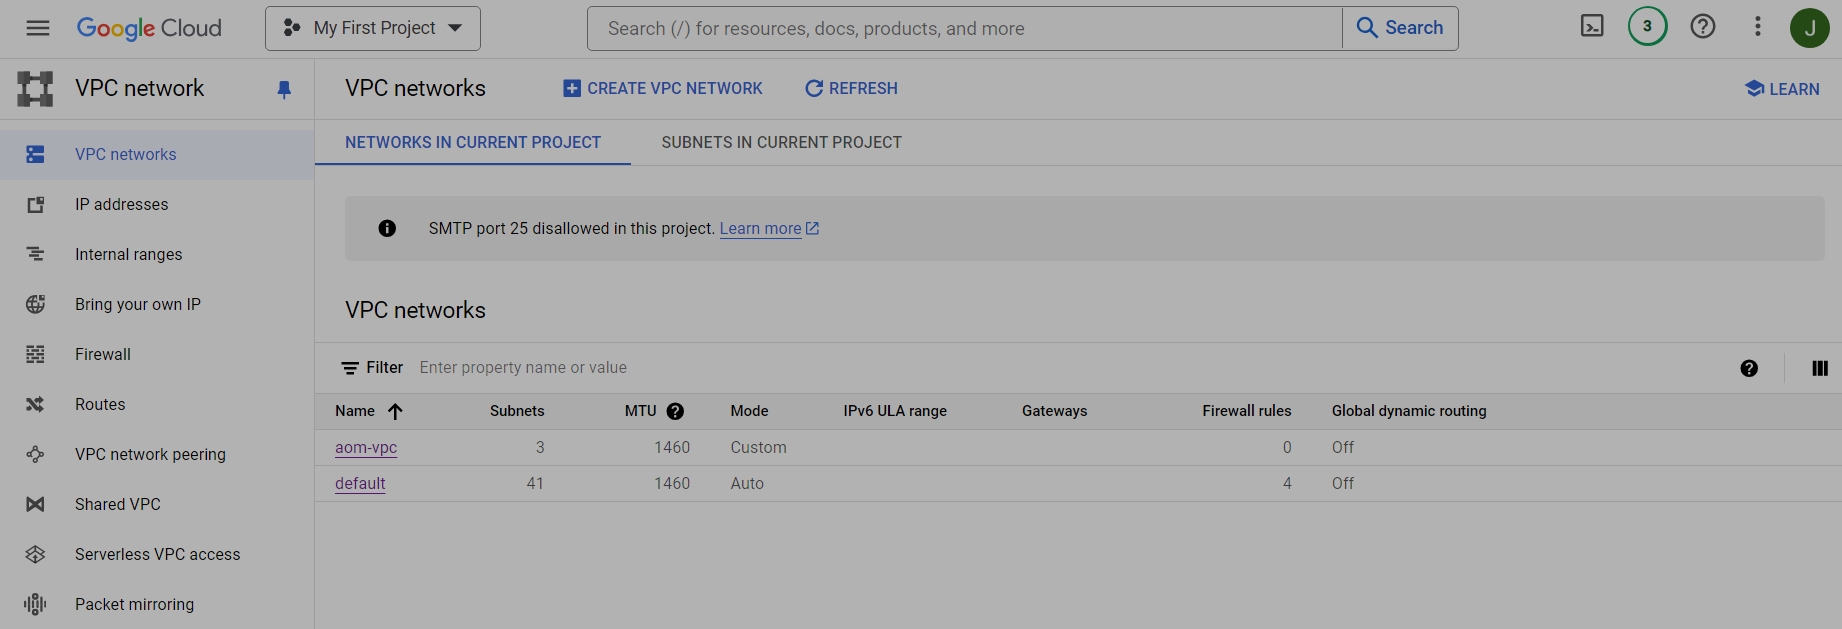 Google Cloud My First Project Search (/) for resources, docs, products, and more Search 3 J
VPC network
VPC networks CREATE VPC NETWORK REFRESH LEARN
NETWORKS IN CURRENT PROJECT SUBNETS IN CURRENT PROJECT
VPC networks
IP addresses
Internal ranges
Bring your own IP
Firewall
Routes
VPC network peering
Shared VPC
Serverless VPC access
Packet mirroring
SMTP port 25 disallowed in this project. Learn more
VPC networks
Filter Enter property name or value
Name Subnets MTU Mode IPv6 ULA range Gateways Firewall rules Global dynamic routing
aom-vpc 3 1460 Custom 0 Off
default 41 1460 Auto 4 Off